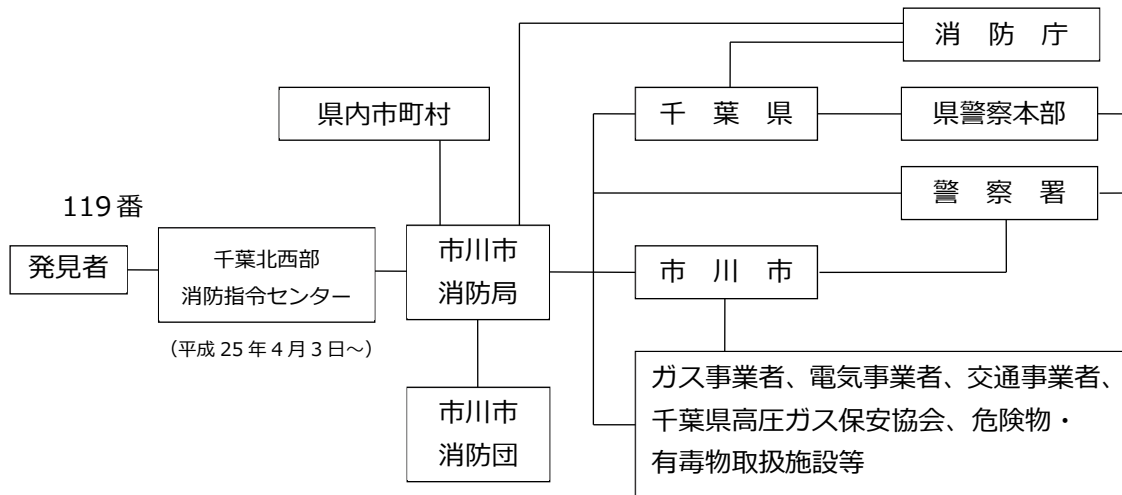 消 防 庁
県内市町村
千 葉 県
県警察本部
警 察 署
119番
発見者
千葉北西部
消防指令センター
(平成25年4月3日～)
市川市
消防局
市 川 市
市川市
消防団
ガス事業者、電気事業者、交通事業者、
千葉県高圧ガス保安協会、危険物・
有毒物取扱施設等